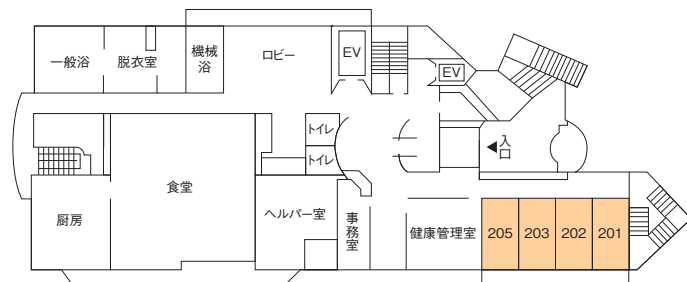 一般浴
脱衣室
機械浴
ロビー
EV
EV
トイレ
トイレ
◀入口
厨房
食堂
ヘルパー室
事務室
健康管理室
205
203
202
201